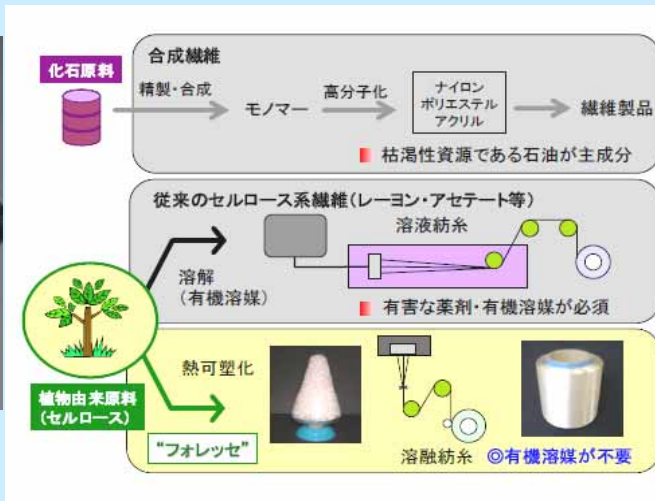 合成繊維
化石原料
精製・合成
モノマー
高分子化
ナイロン
ポリエステル
アクリル
繊維製品
枯渇性資源である石油が主成分
従来のセルロース系繊維(レーヨン・アセテート等)
溶液紡糸
溶解
(有機溶媒)
有害な薬剤・有機溶媒が必須
植物由来原料
(セルロース)
熱可塑化
“フォレッセ”
溶融紡糸
◎有機溶媒が不要